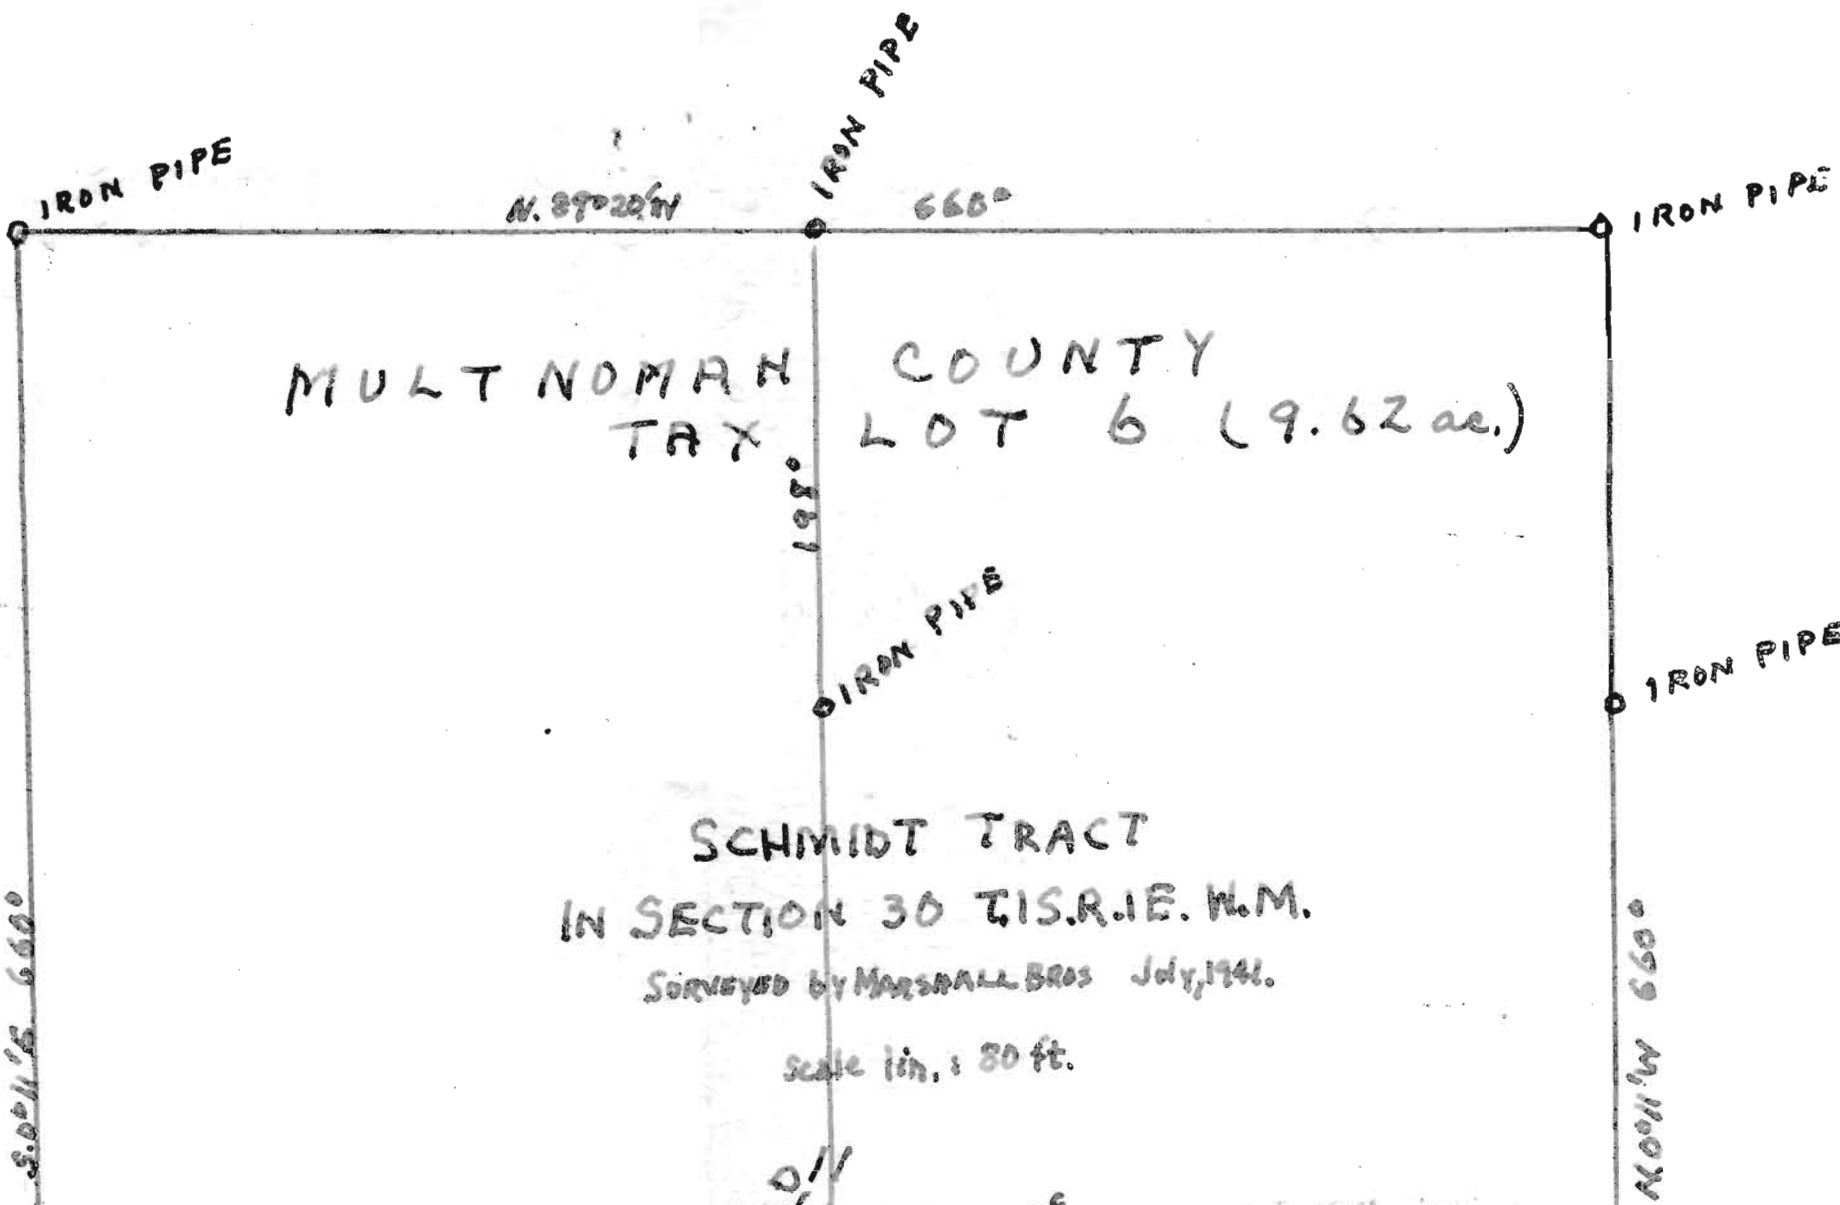 IRON PIPE
IRON PIPE
IRON PIPE
N. 89°20'W 660°
MULTNOMAH COUNTY
TAX LOT 6 (9.62 ac.)
198°
IRON PIPE
IRON PIPE
SCHMIDT TRACT
IN SECTION 30 T.1S.R.1E. W.M.
SURVEYED by MARSHALL BROS July, 1941.
Scale 1in. : 80 ft.
S.0°11'E 660°
N.0°11'W 660°